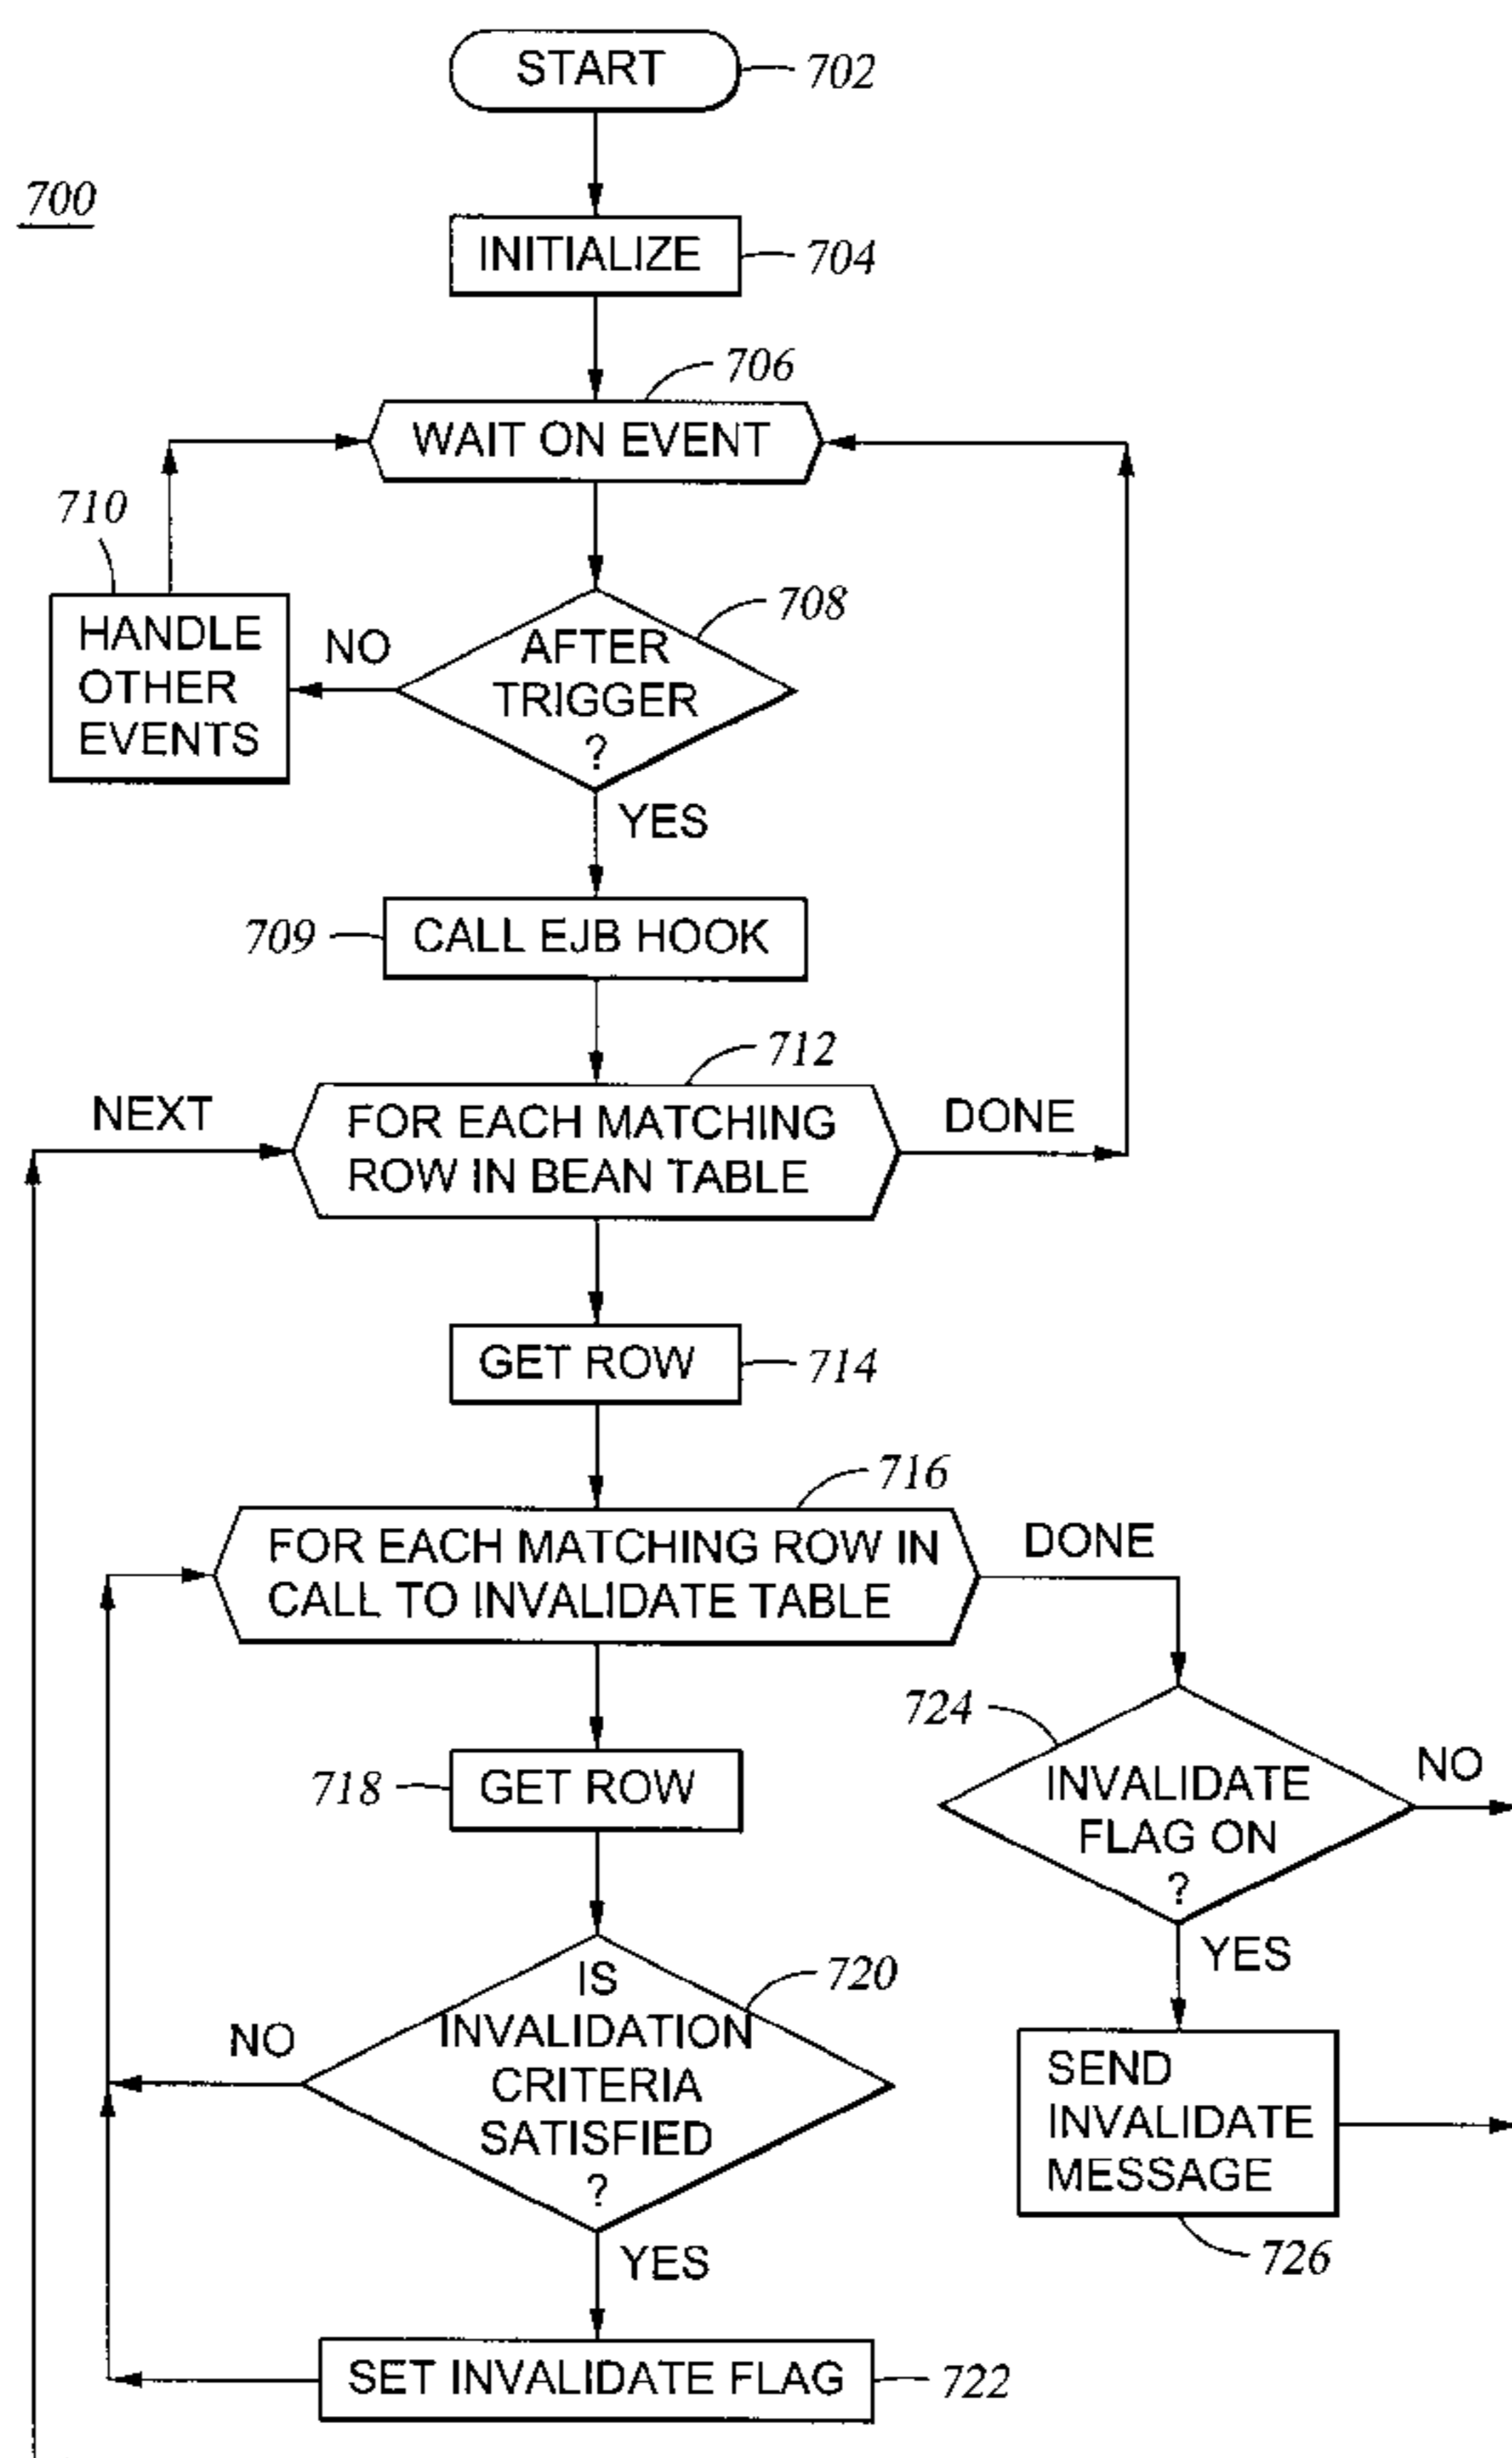 START
702
700
INITIALIZE
704
706
WAIT ON EVENT
710
708
HANDLE
OTHER
EVENTS
NO
AFTER
TRIGGER
?
YES
709
CALL EJB HOOK
712
NEXT
FOR EACH MATCHING
ROW IN BEAN TABLE
DONE
GET ROW
714
716
FOR EACH MATCHING ROW IN
CALL TO INVALIDATE TABLE
DONE
724
718
GET ROW
INVALIDATE
FLAG ON
?
NO
YES
720
IS
INVALIDATION
CRITERIA
SATISFIED
?
NO
SEND
INVALIDATE
MESSAGE
726
YES
SET INVALIDATE FLAG
722